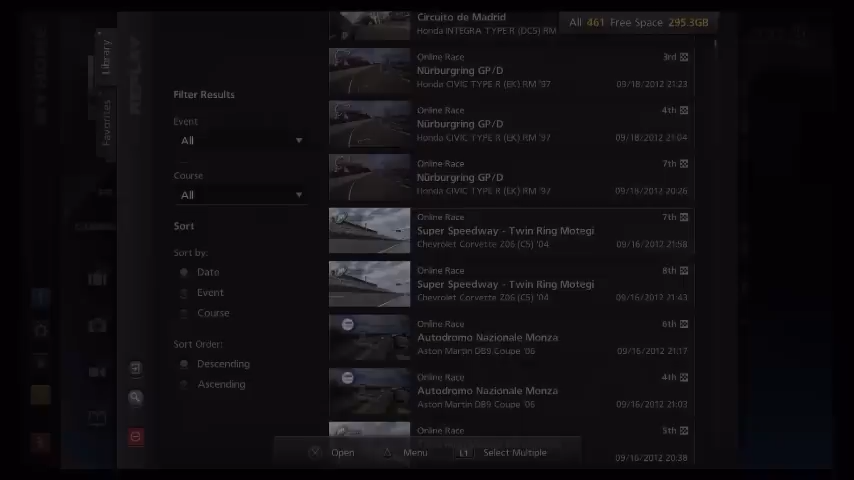 Circuito de Madrid
Honda INTEGRA TYPE R (DC5) RM
All 461 Free Space 295.3GB
Library
Favorites
REPLAY
Filter Results
Event
All
Course
All
Sort
Sort by:
Date
Event
Course
Sort Order:
Descending
Ascending
Online Race 3rd
Nürburgring GP/D
Honda CIVIC TYPE R (EK) RM '97 09/18/2012 21:23
Online Race 4th
Nürburgring GP/D
Honda CIVIC TYPE R (EK) RM '97 09/18/2012 21:04
Online Race 7th
Nürburgring GP/D
Honda CIVIC TYPE R (EK) RM '97 09/18/2012 20:26
Online Race 7th
Super Speedway - Twin Ring Motegi
Chevrolet Corvette Z06 (C5) '04 09/16/2012 21:58
Online Race 8th
Super Speedway - Twin Ring Motegi
Chevrolet Corvette Z06 (C5) '04 09/16/2012 21:43
Online Race 6th
Autodromo Nazionale Monza
Aston Martin DB9 Coupe '06 09/16/2012 21:17
Online Race 4th
Autodromo Nazionale Monza
Aston Martin DB9 Coupe '06 09/16/2012 21:03
Online Race 5th
09/16/2012 20:38
Open Menu L1 Select Multiple